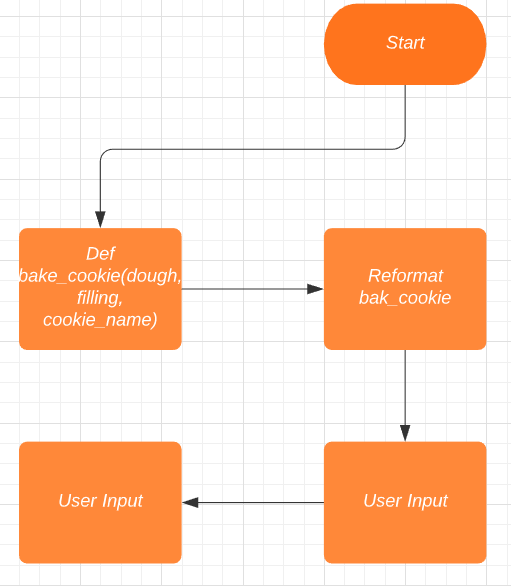 Start
Def
bake_cookie(dough,
filling,
cookie_name)
Reformat
bak_cookie
User Input
User Input